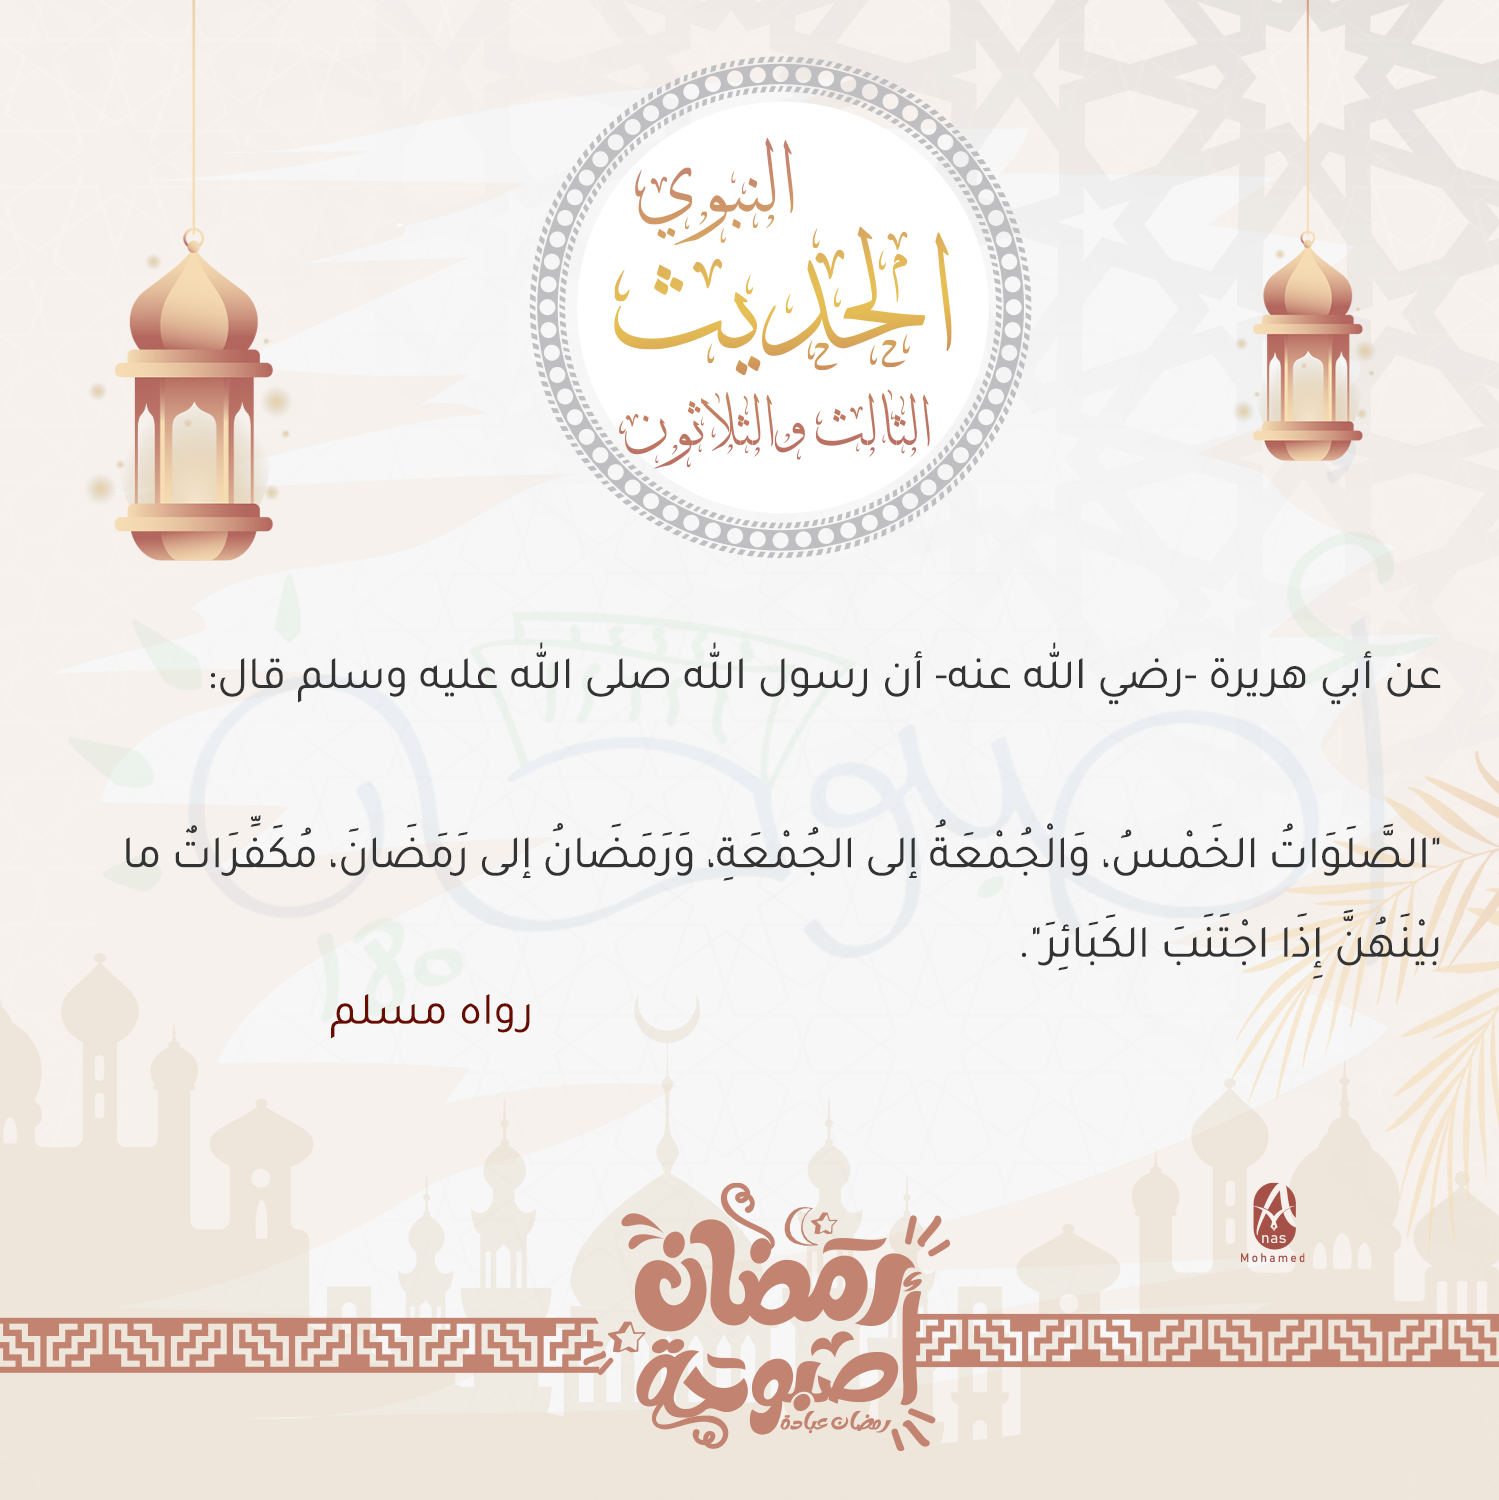 النبوي
الحديث
الثالث والثلاثون
عن أبي هريرة -رضي الله عنه- أن رسول الله صلى الله عليه وسلم قال:
"الصَّلَوَاتُ الخَمْسُ، وَالْجُمْعَةُ إلى الجُمْعَةِ، وَرَمَضَانُ إلى رَمَضَانَ، مُكَفِّرَاتٌ ما
بيْنَهُنَّ إِذَا اجْتَنَبَ الكَبَائِرَ".
رواه مسلم
nas
Mohamed
رمضان
أصبوحة
رمضان عبادة